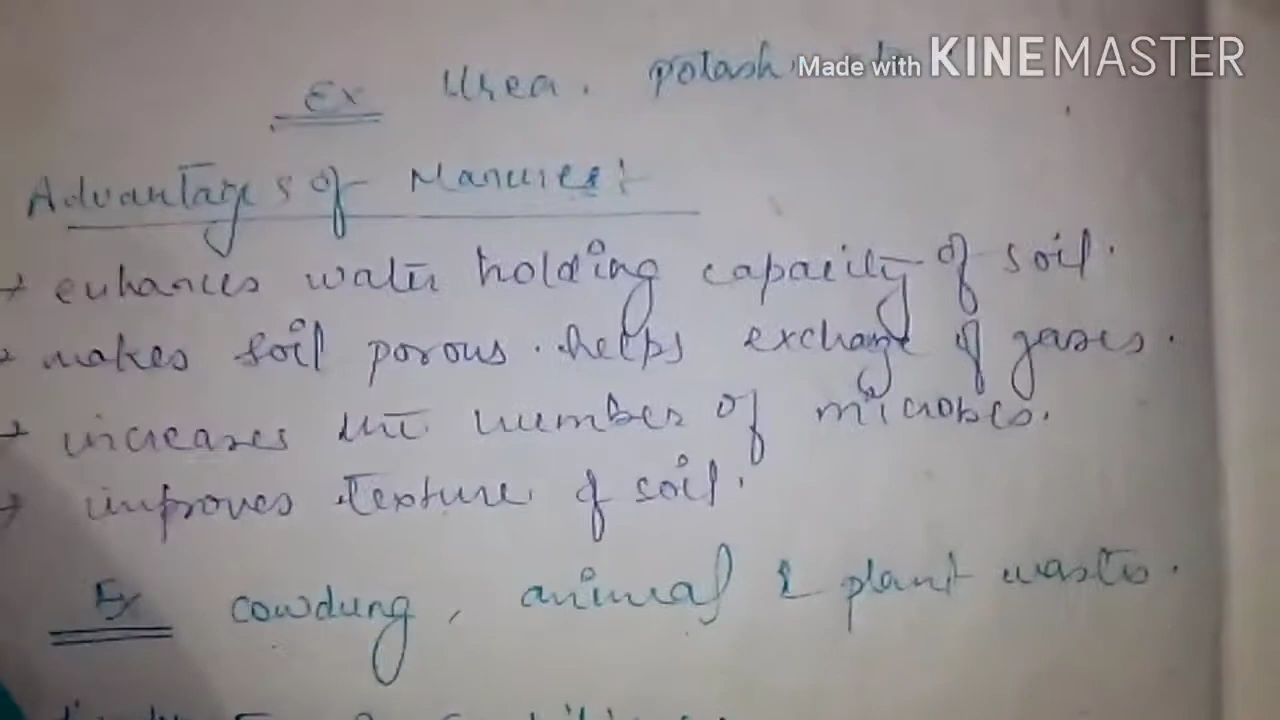 Made with KINEMASTER
Ex Urea, potash
Advantages of Manures:
→ enhances water holding capacity of soil.
→ makes soil porous. helps exchange of gases.
→ increases the number of microbes.
→ improves texture of soil.
Ex cowdung, animal & plant wastes.